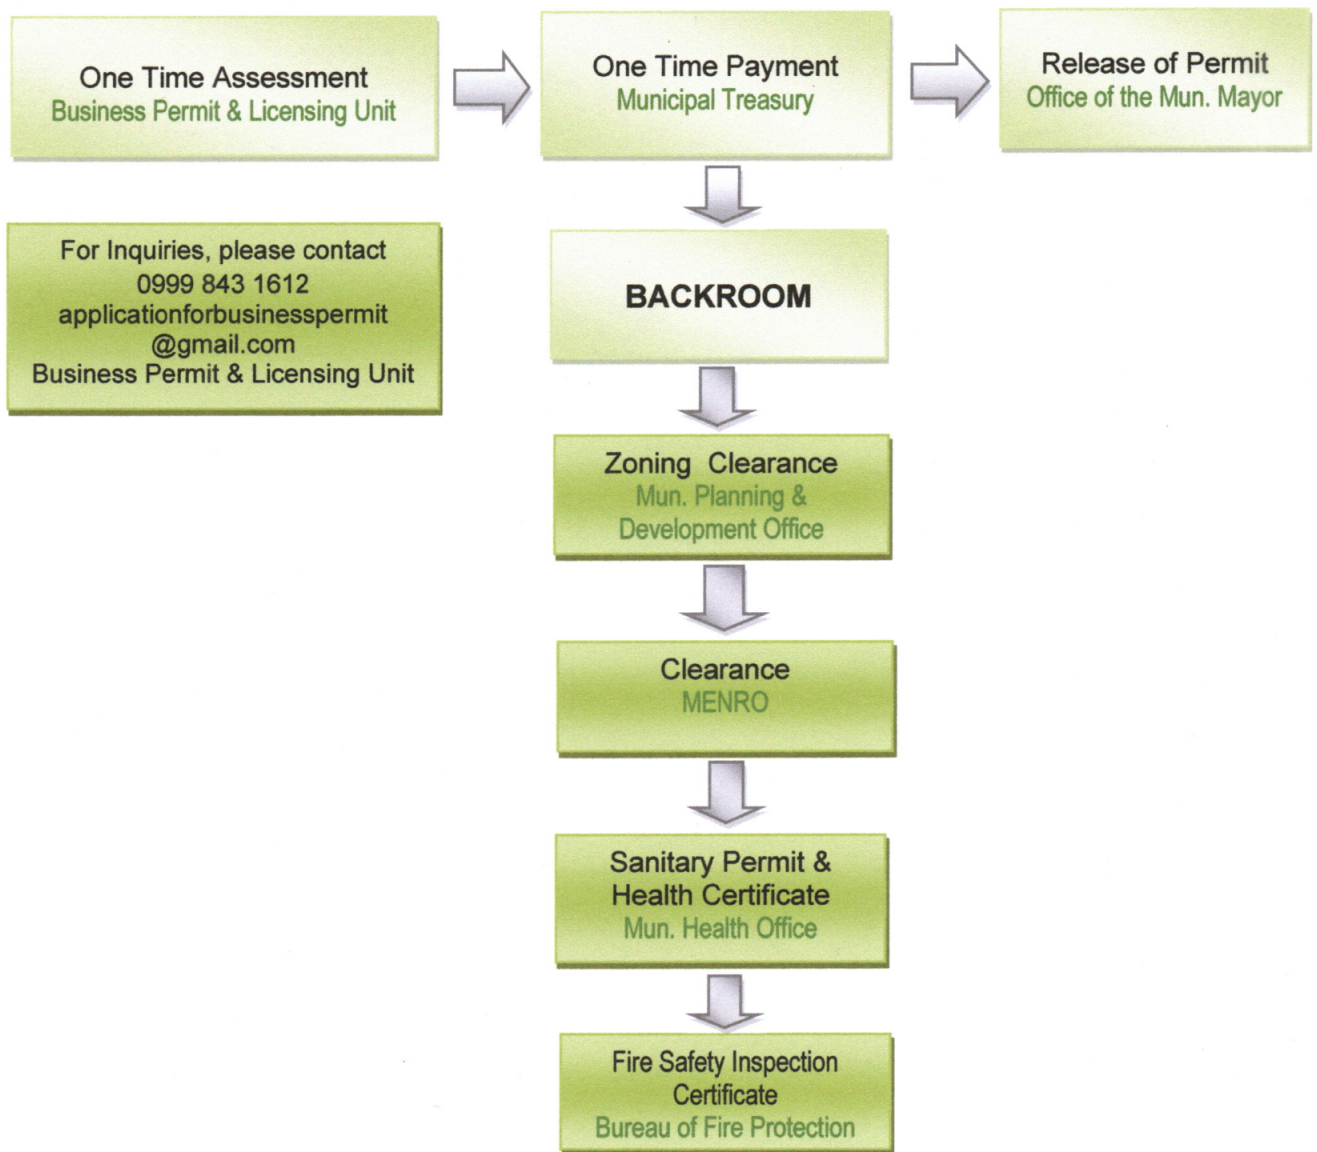 One Time Assessment
Business Permit & Licensing Unit
One Time Payment
Municipal Treasury
Release of Permit
Office of the Mun. Mayor
For Inquiries, please contact
0999 843 1612
applicationforbusinesspermit
@gmail.com
Business Permit & Licensing Unit
BACKROOM
Zoning Clearance
Mun. Planning &
Development Office
Clearance
MENRO
Sanitary Permit &
Health Certificate
Mun. Health Office
Fire Safety Inspection
Certificate
Bureau of Fire Protection